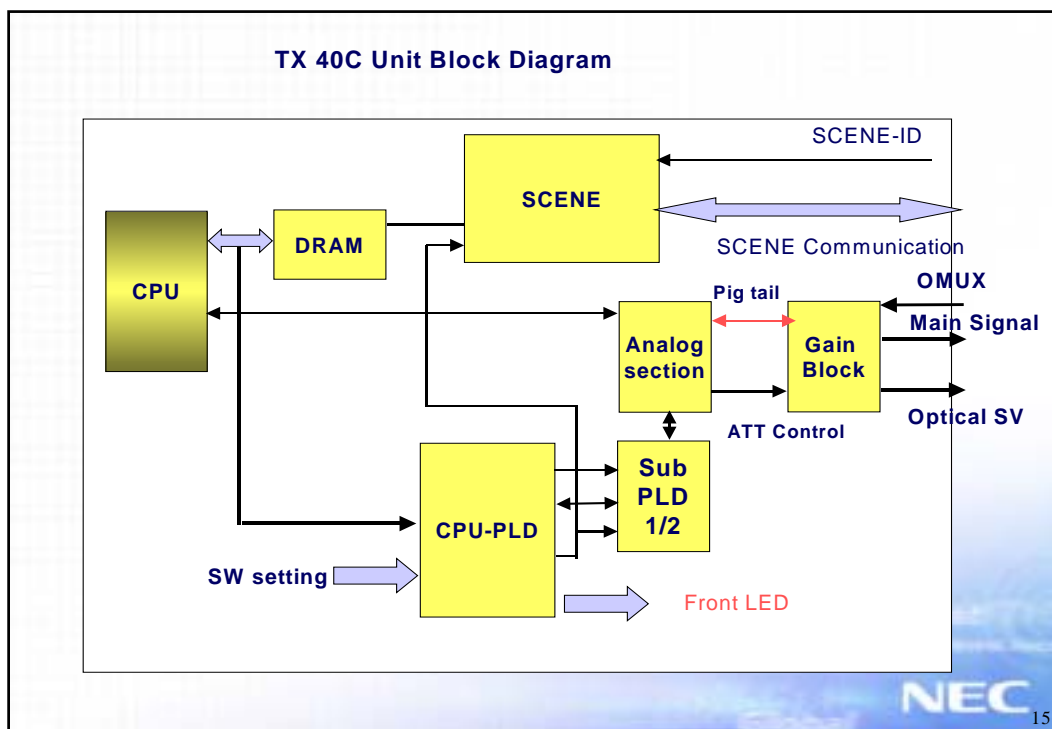 TX 40C Unit Block Diagram
SCENE-ID
SCENE
SCENE Communication
DRAM
CPU
Pig tail
OMUX
Main Signal
Analog
section
Gain
Block
Optical SV
ATT Control
Sub
PLD
1/2
CPU-PLD
SW setting
Front LED
NEC
15